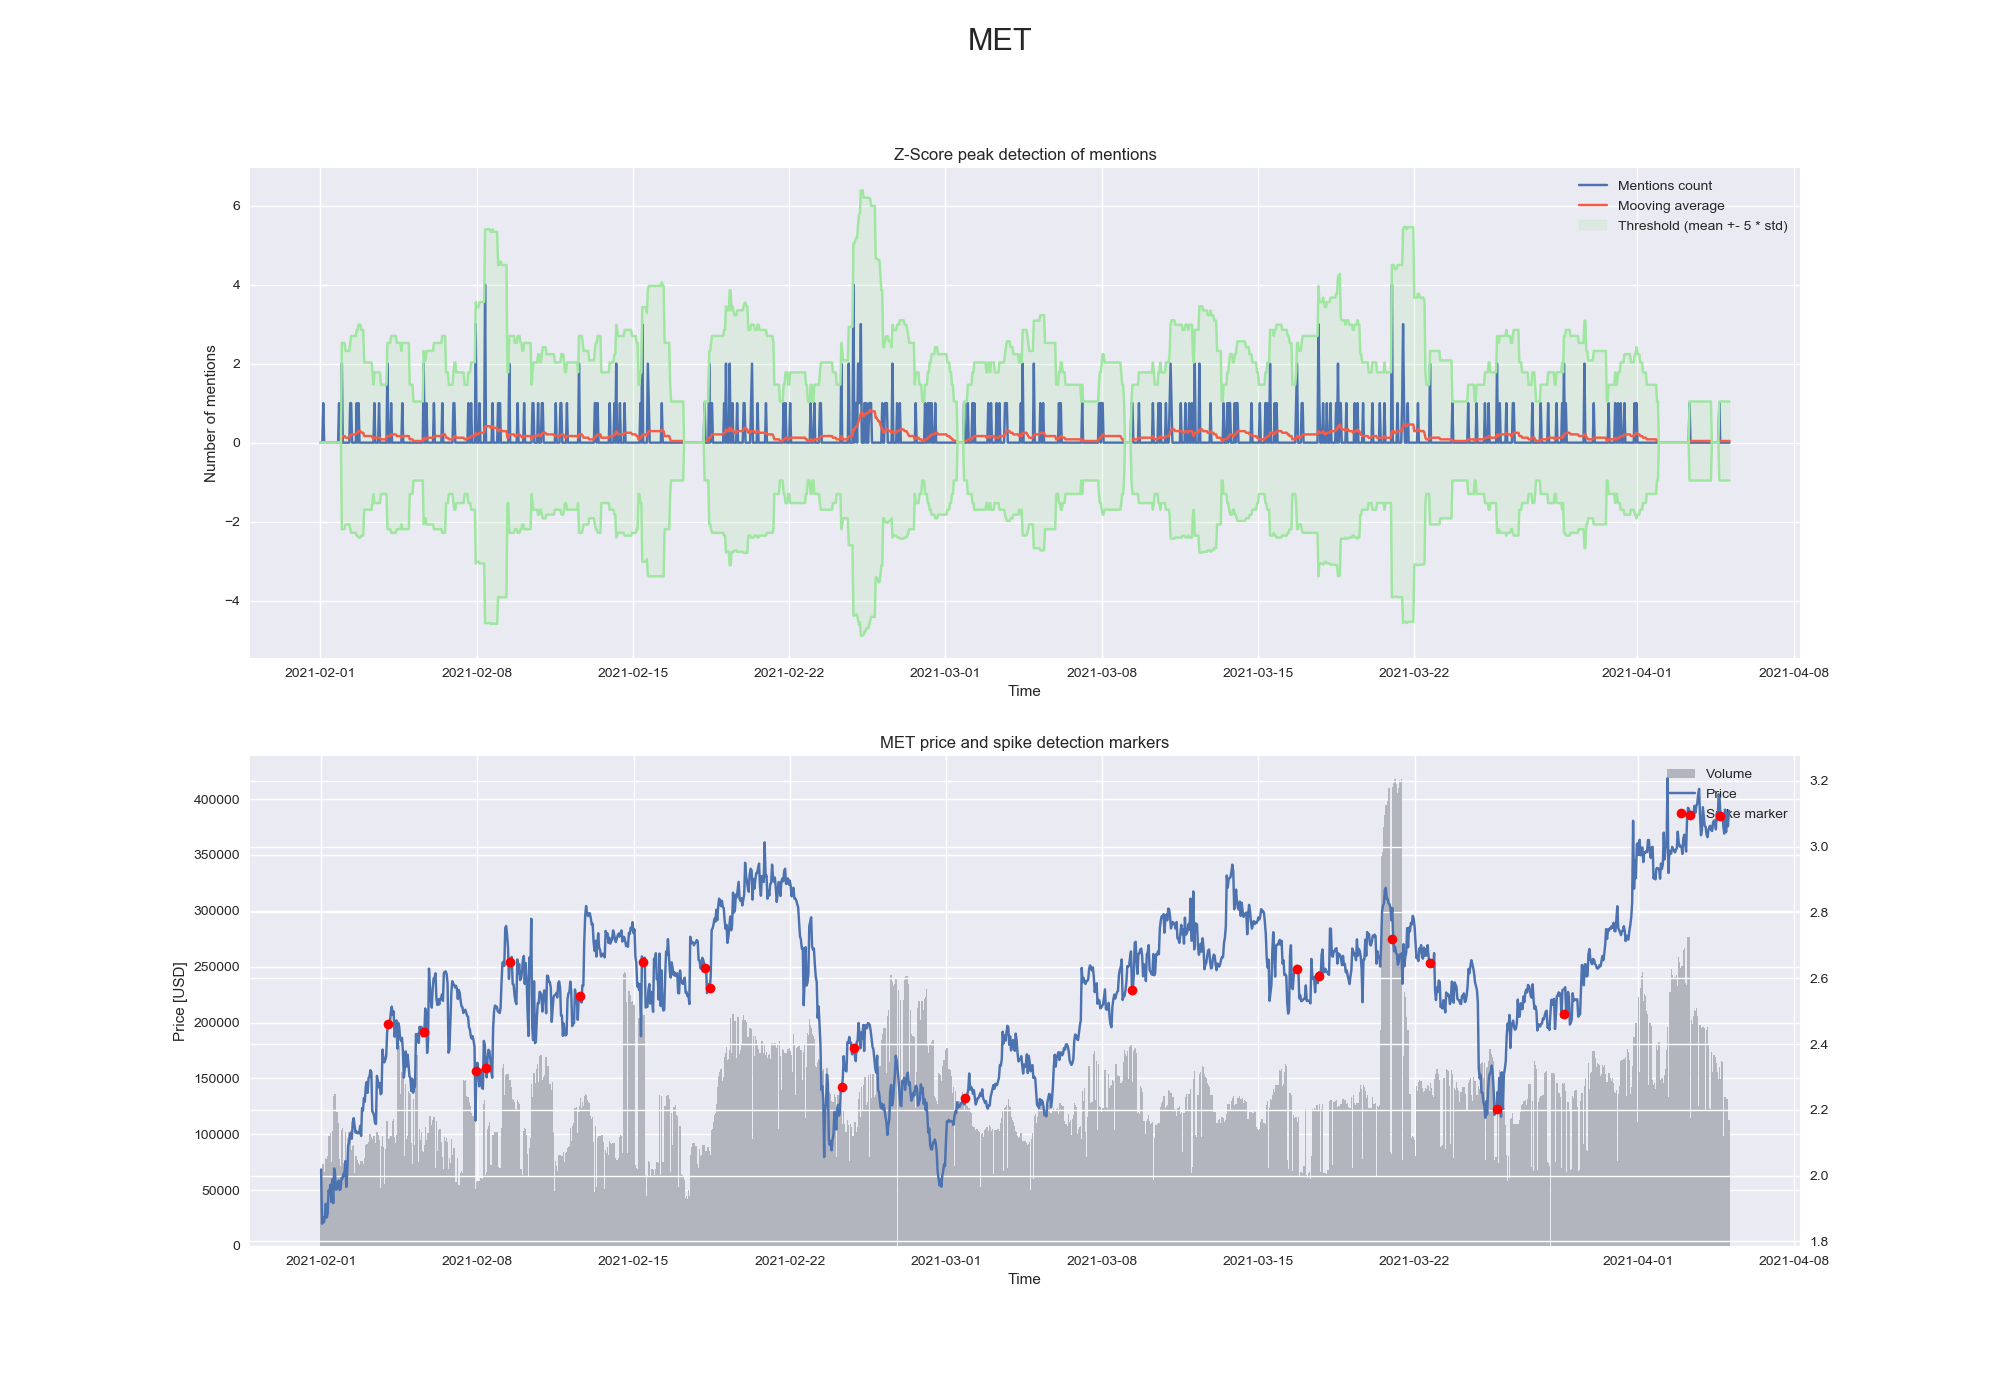 MET
Z-Score peak detection of mentions
Mentions count
Mooving average
Threshold (mean +- 5 * std)
Number of mentions
6
4
2
0
−2
−4
2021-02-01 2021-02-08 2021-02-15 2021-02-22 2021-03-01 2021-03-08 2021-03-15 2021-03-22 2021-04-01 2021-04-08
Time
MET price and spike detection markers
Volume
Price
Spike marker
Price [USD]
400000
350000
300000
250000
200000
150000
100000
50000
0
3.2
3.0
2.8
2.6
2.4
2.2
2.0
1.8
2021-02-01 2021-02-08 2021-02-15 2021-02-22 2021-03-01 2021-03-08 2021-03-15 2021-03-22 2021-04-01 2021-04-08
Time